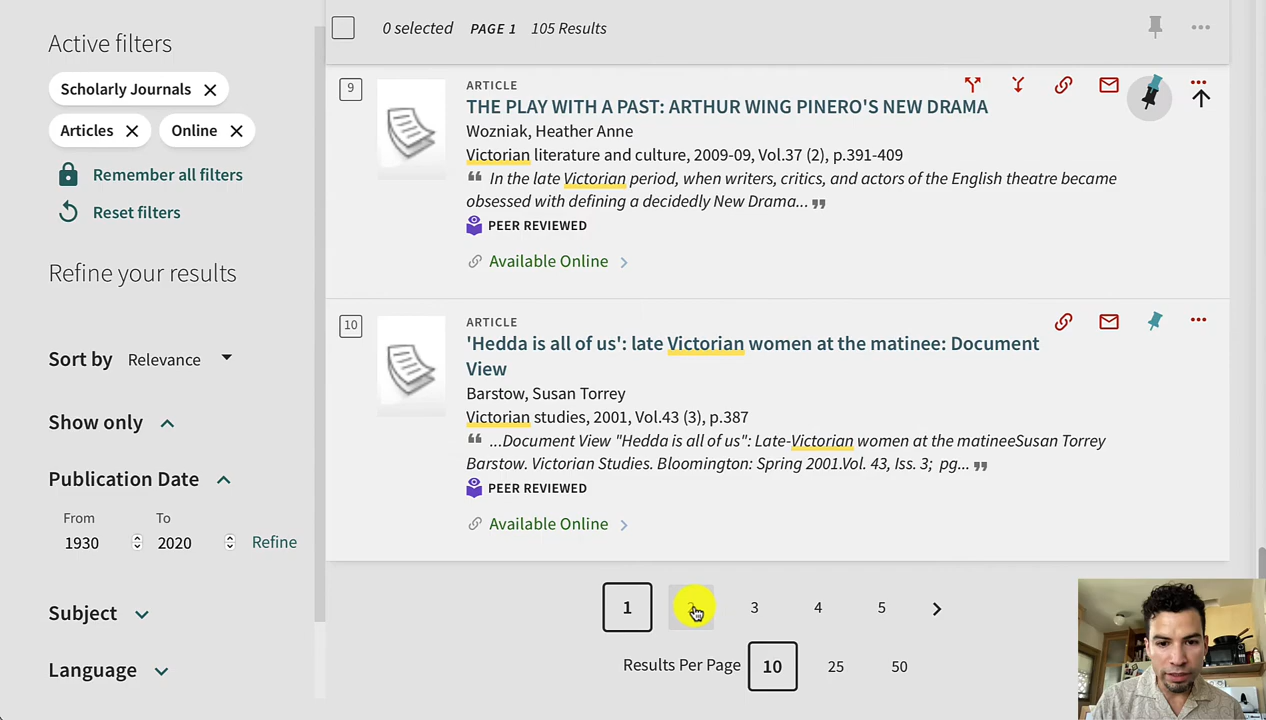 Active filters
Scholarly Journals
Articles
Online
Remember all filters
Reset filters
Refine your results
Sort by Relevance
Show only
Publication Date
From To
1930 2020 Refine
Subject
Language
0 selected PAGE 1 105 Results
9
ARTICLE
THE PLAY WITH A PAST: ARTHUR WING PINERO'S NEW DRAMA
Wozniak, Heather Anne
Victorian literature and culture, 2009-09, Vol.37 (2), p.391-409
❝ In the late Victorian period, when writers, critics, and actors of the English theatre became
obsessed with defining a decidedly New Drama... ❞
PEER REVIEWED
Available Online
10
ARTICLE
'Hedda is all of us': late Victorian women at the matinee: Document
View
Barstow, Susan Torrey
Victorian studies, 2001, Vol.43 (3), p.387
❝ ...Document View "Hedda is all of us": Late-Victorian women at the matineeSusan Torrey
Barstow. Victorian Studies. Bloomington: Spring 2001.Vol. 43, Iss. 3; pg... ❞
PEER REVIEWED
Available Online
1 2 3 4 5
Results Per Page 10 25 50